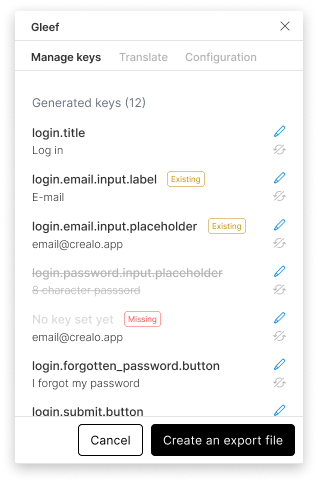 Gleef
Manage keys Translate Configuration
Generated keys (12)
login.title
Log in
login.email.input.label Existing
E-mail
login.email.input.placeholder Existing
email@crealo.app
login.password.input.placeholder
8 character passsord
No key set yet Missing
email@crealo.app
login.forgotten_password.button
I forgot my password
login.submit.button
Cancel Create an export file